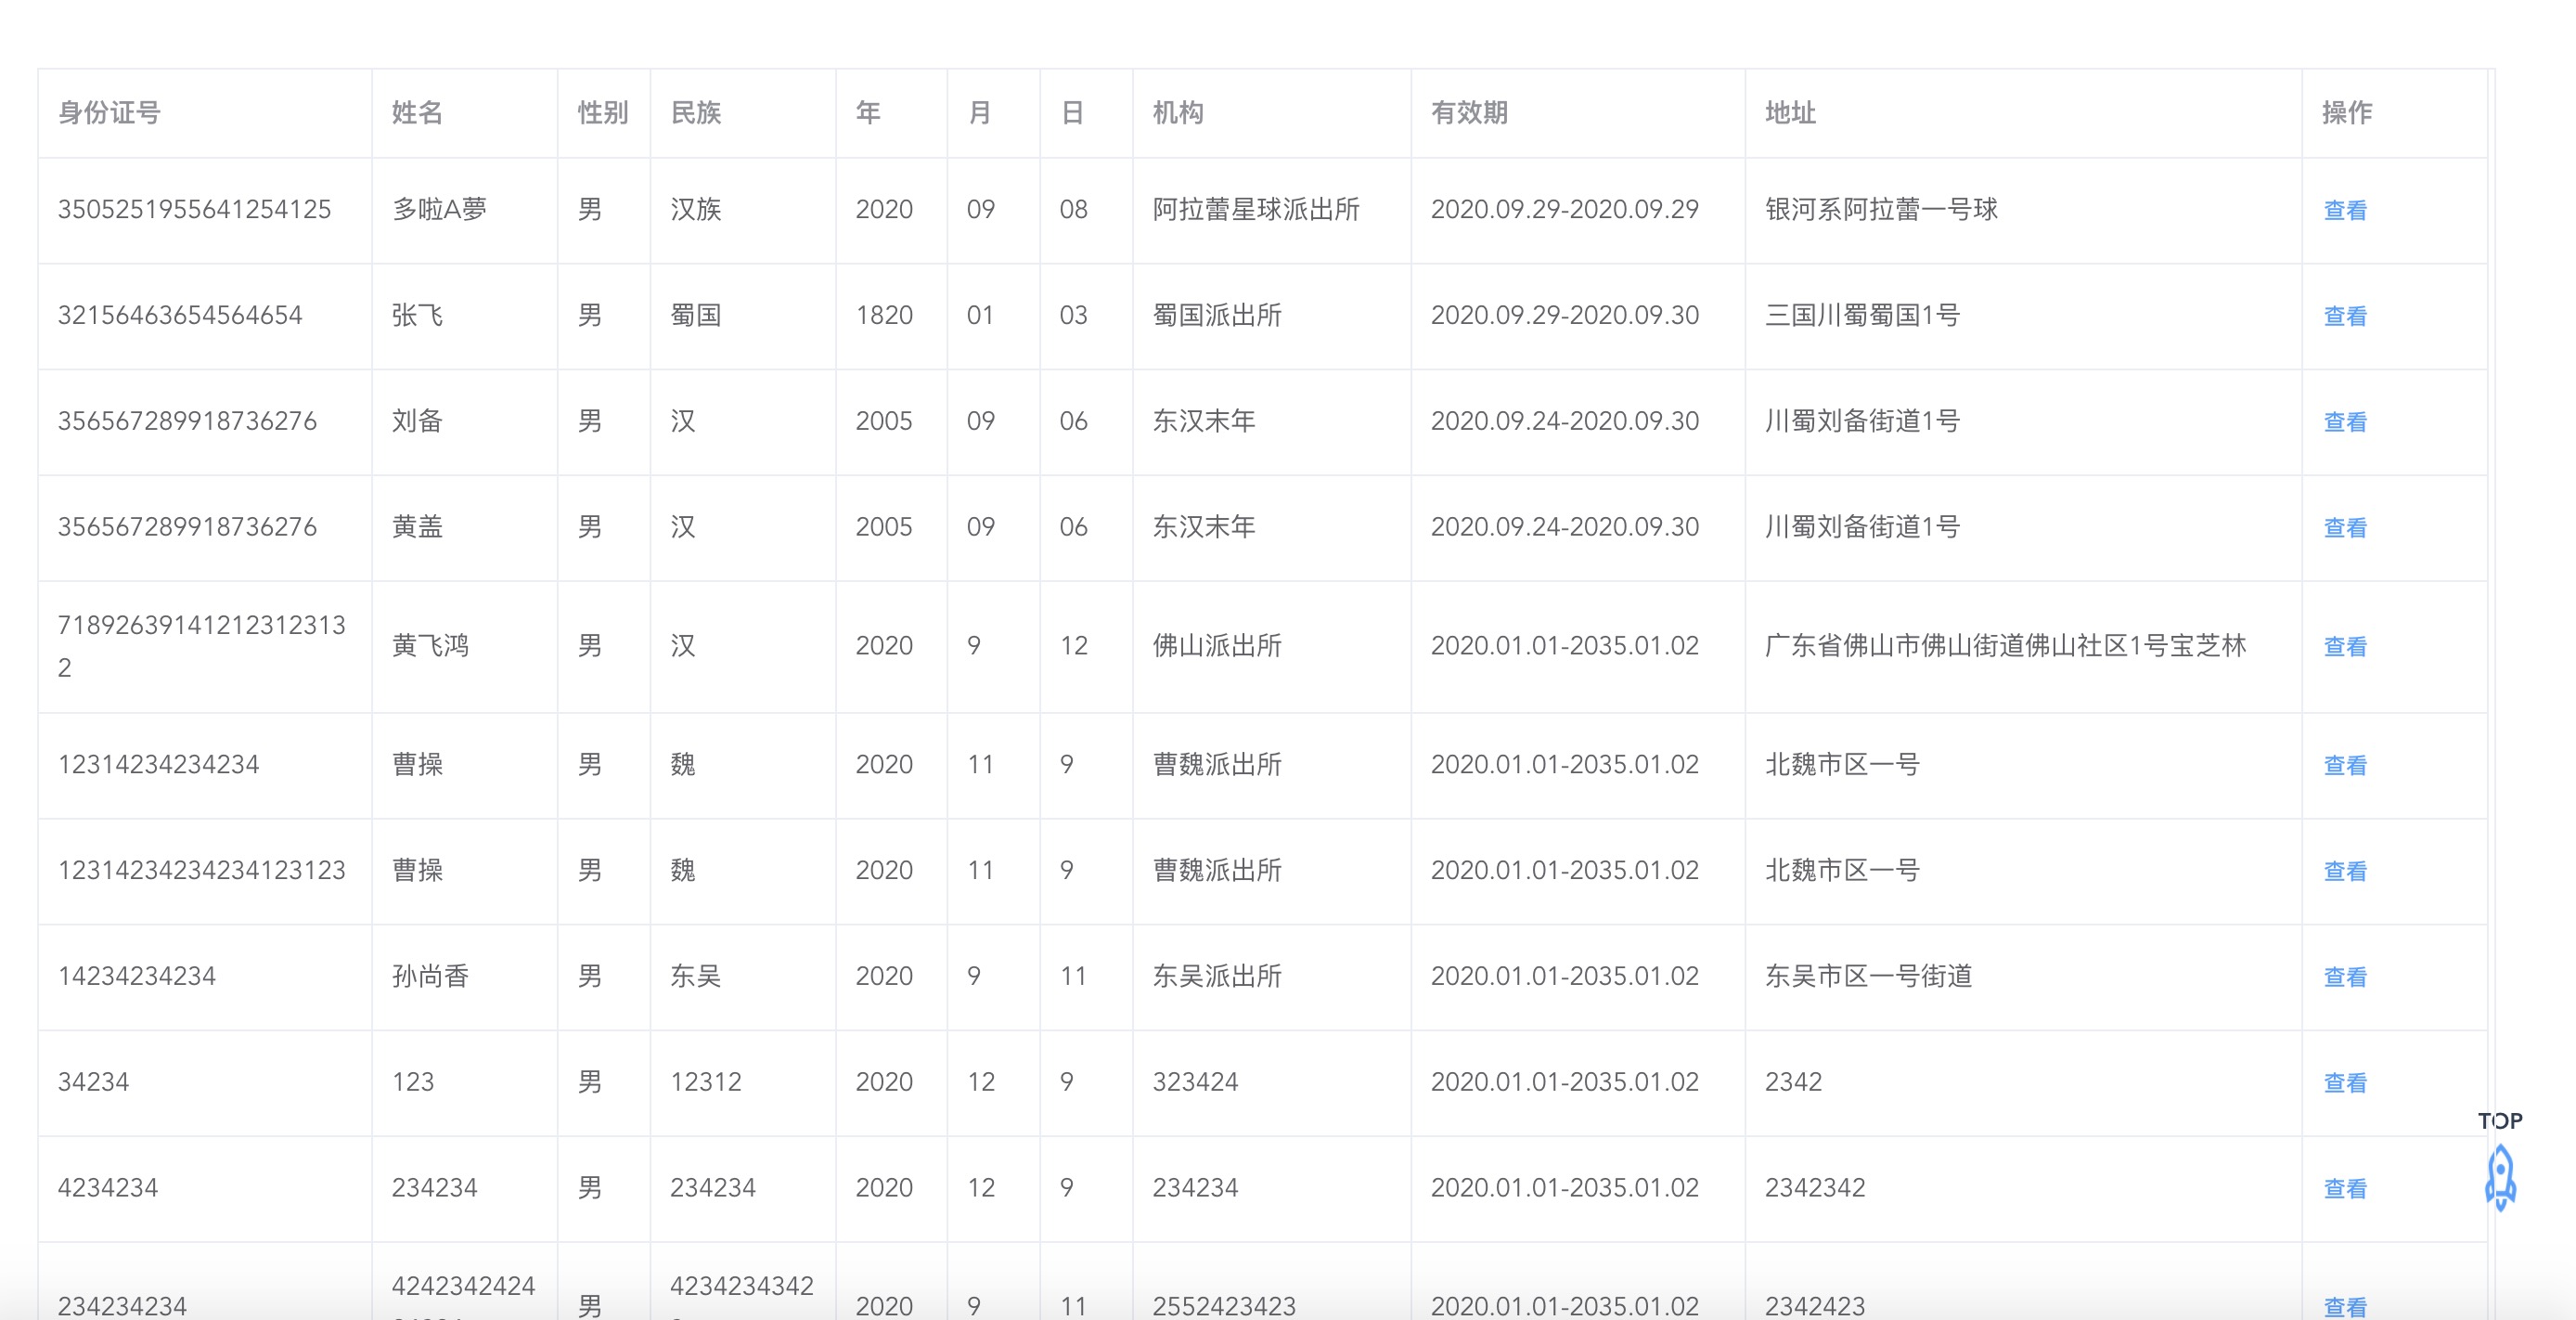 身份证号 姓名 性别 民族 年 月 日 机构 有效期 地址 操作
3505251955641254125 多啦A夢 男 汉族 2020 09 08 阿拉蕾星球派出所 2020.09.29-2020.09.29 银河系阿拉蕾一号球 查看
32156463654564654 张飞 男 蜀国 1820 01 03 蜀国派出所 2020.09.29-2020.09.30 三国川蜀蜀国1号 查看
356567289918736276 刘备 男 汉 2005 09 06 东汉末年 2020.09.24-2020.09.30 川蜀刘备街道1号 查看
356567289918736276 黄盖 男 汉 2005 09 06 东汉末年 2020.09.24-2020.09.30 川蜀刘备街道1号 查看
71892639141212312313
2
黄飞鸿 男 汉 2020 9 12 佛山派出所 2020.01.01-2035.01.02 广东省佛山市佛山街道佛山社区1号宝芝林 查看
12314234234234 曹操 男 魏 2020 11 9 曹魏派出所 2020.01.01-2035.01.02 北魏市区一号 查看
12314234234234123123 曹操 男 魏 2020 11 9 曹魏派出所 2020.01.01-2035.01.02 北魏市区一号 查看
14234234234 孙尚香 男 东吴 2020 9 11 东吴派出所 2020.01.01-2035.01.02 东吴市区一号街道 查看
34234 123 男 12312 2020 12 9 323424 2020.01.01-2035.01.02 2342 查看
TOP
4234234 234234 男 234234 2020 12 9 234234 2020.01.01-2035.01.02 2342342 查看
4242342424 4234234342
234234234 男 2020 9 11 2552423423 2020.01.01-2035.01.02 2342423 查看